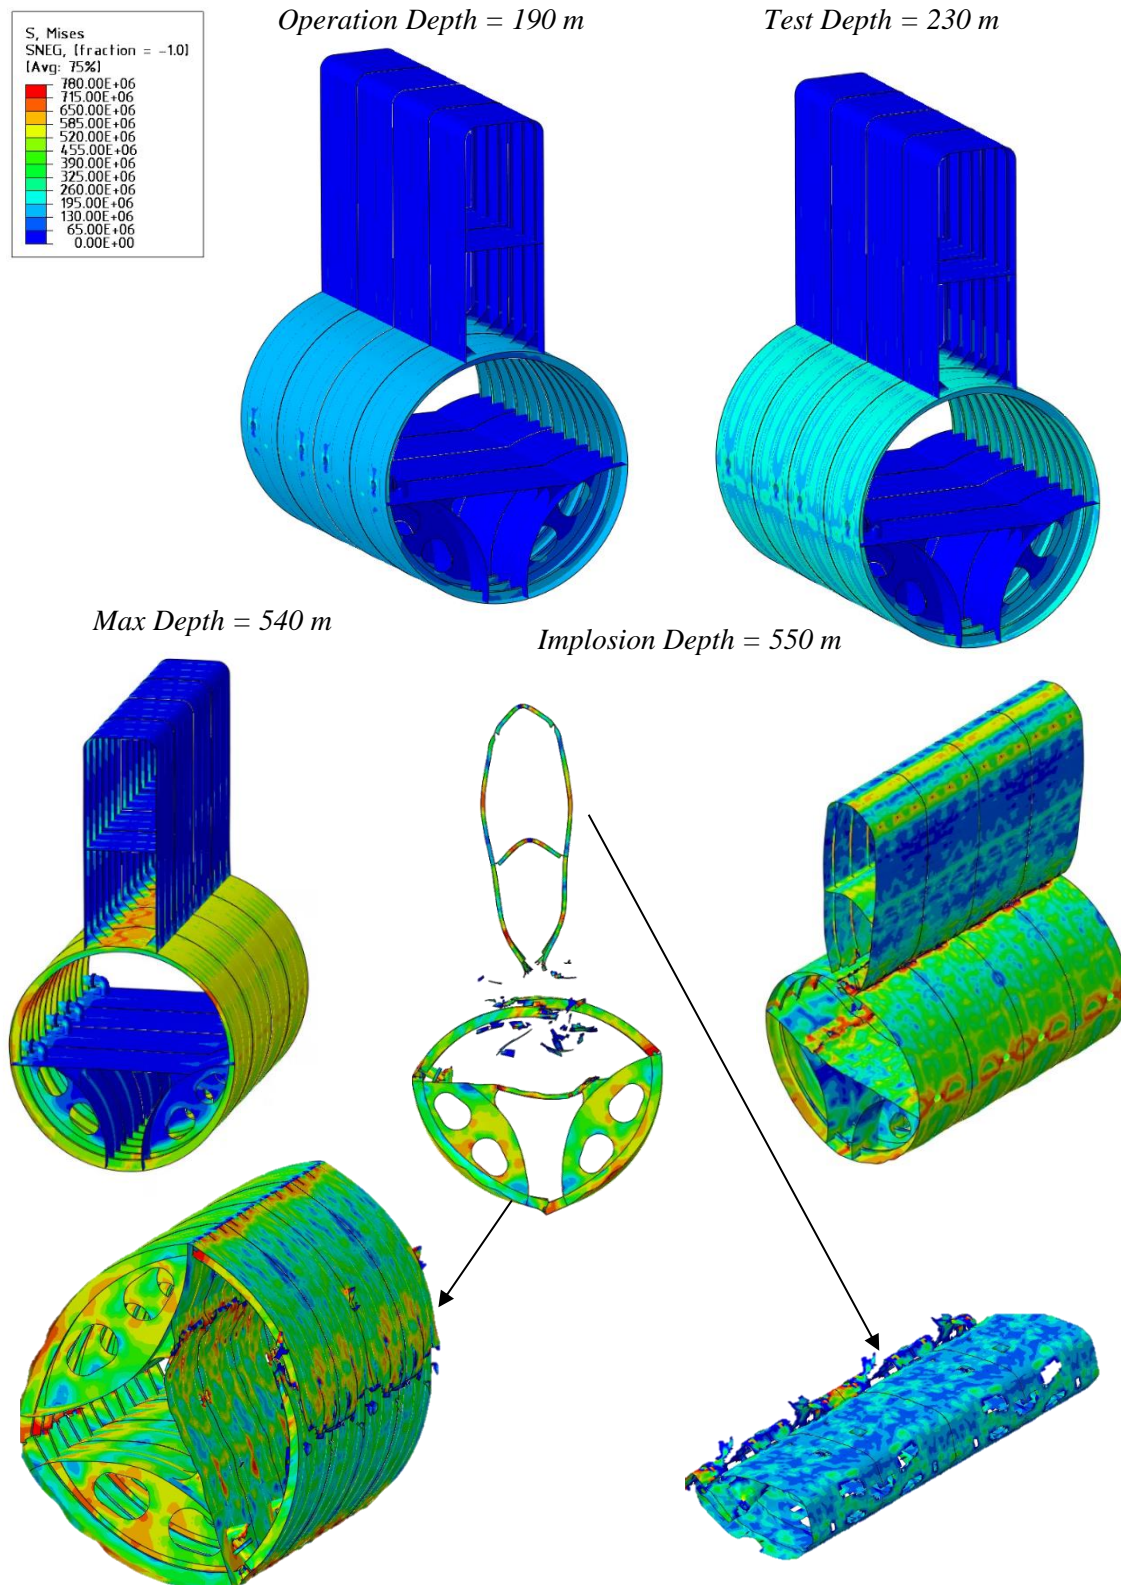 Operation Depth = 190 m
Test Depth = 230 m
S, Mises
SNEG, (fraction = -1.0)
(Avg: 75%)
780.00E+06
715.00E+06
650.00E+06
585.00E+06
520.00E+06
455.00E+06
390.00E+06
325.00E+06
260.00E+06
195.00E+06
130.00E+06
65.00E+06
0.00E+00
Max Depth = 540 m
Implosion Depth = 550 m